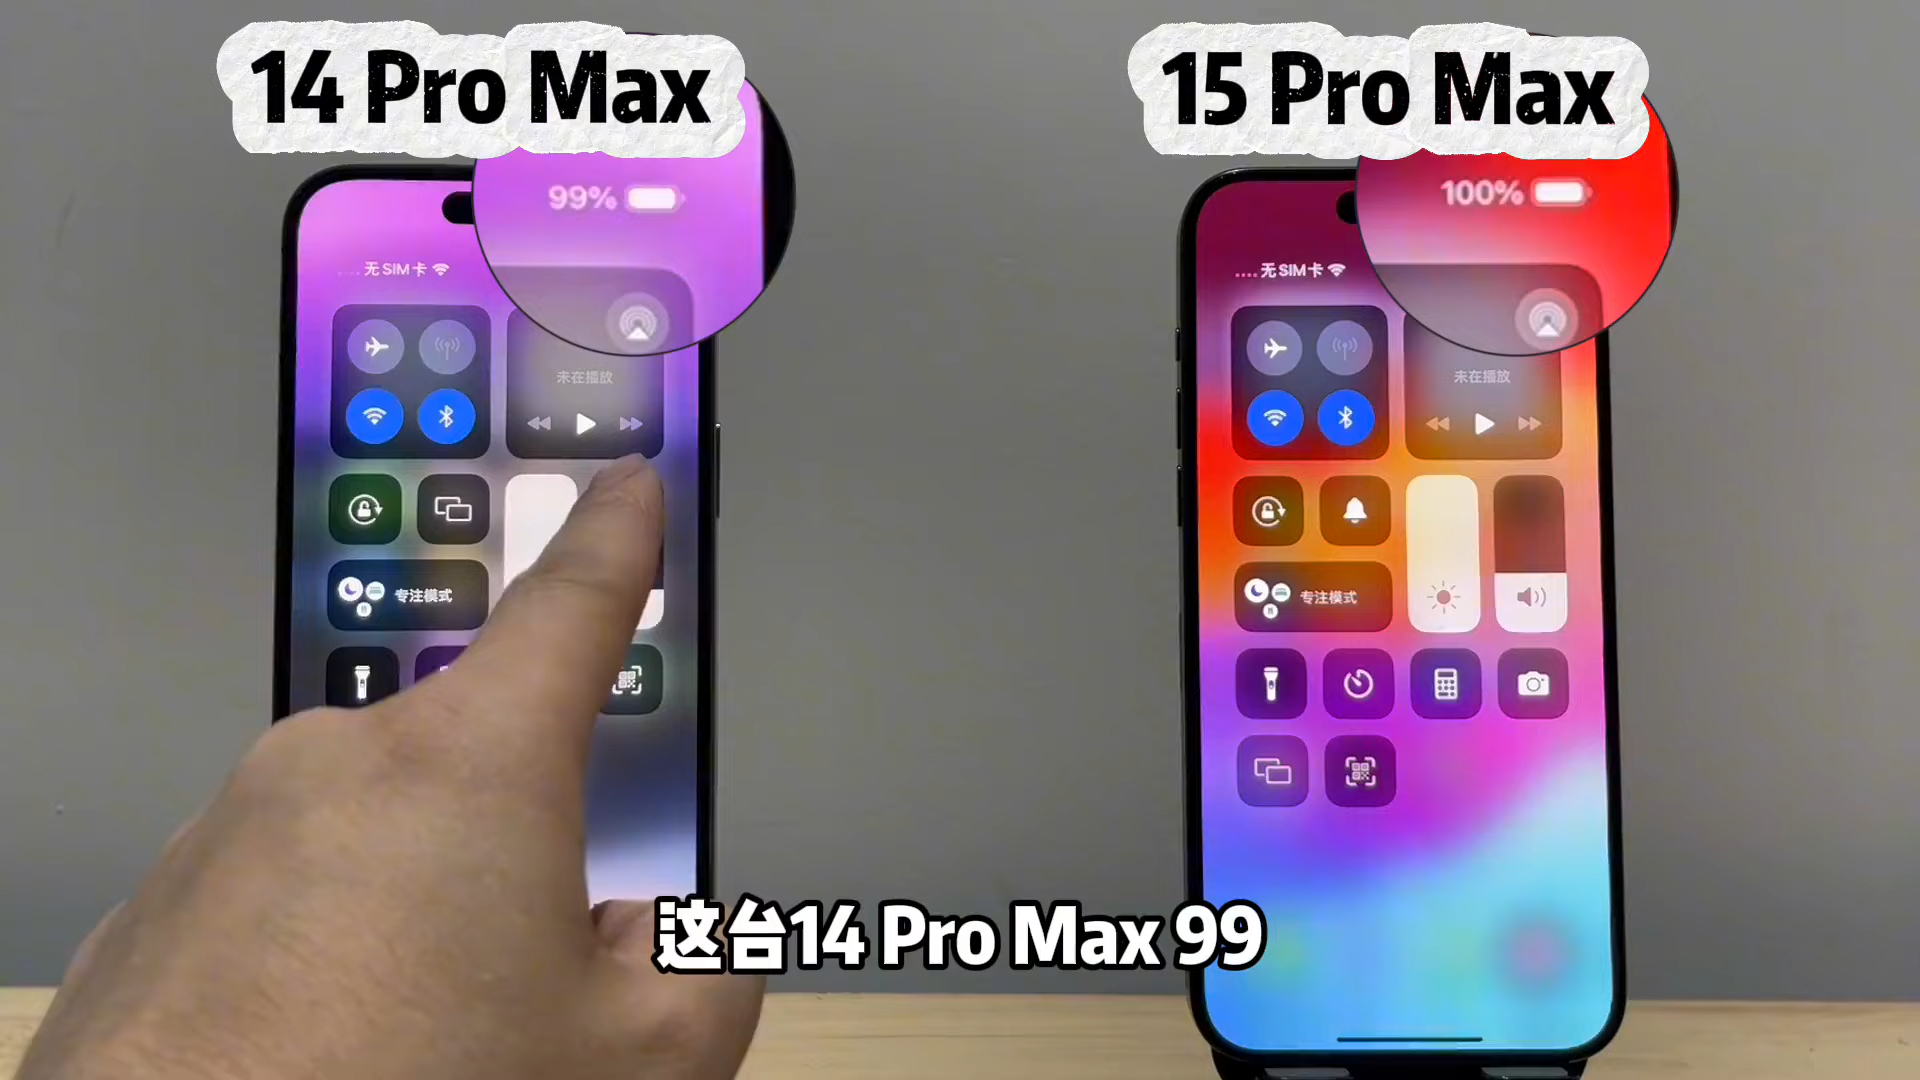 14 Pro Max
15 Pro Max
99%
100%
无SIM卡
无SIM卡
未在播放
未在播放
专注模式
专注模式
这台14 Pro Max 99